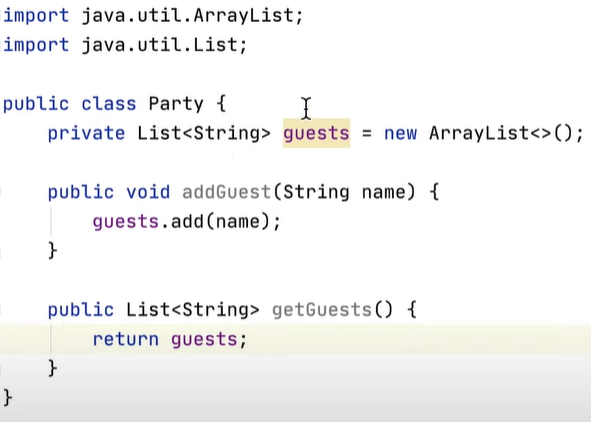 import java.util.ArrayList;
import java.util.List;

public class Party {
    private List<String> guests = new ArrayList<>();

    public void addGuest(String name) {
        guests.add(name);
    }

    public List<String> getGuests() {
        return guests;
    }
}